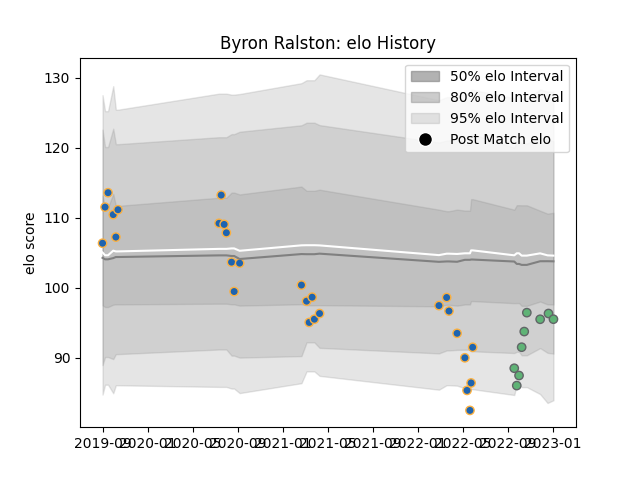 Byron Ralston: elo History
50% elo Interval
80% elo Interval
95% elo Interval
Post Match elo
elo score
130
120
110
100
90
2019-09 2020-01 2020-05 2020-09 2021-01 2021-05 2021-09 2022-01 2022-05 2022-09 2023-01